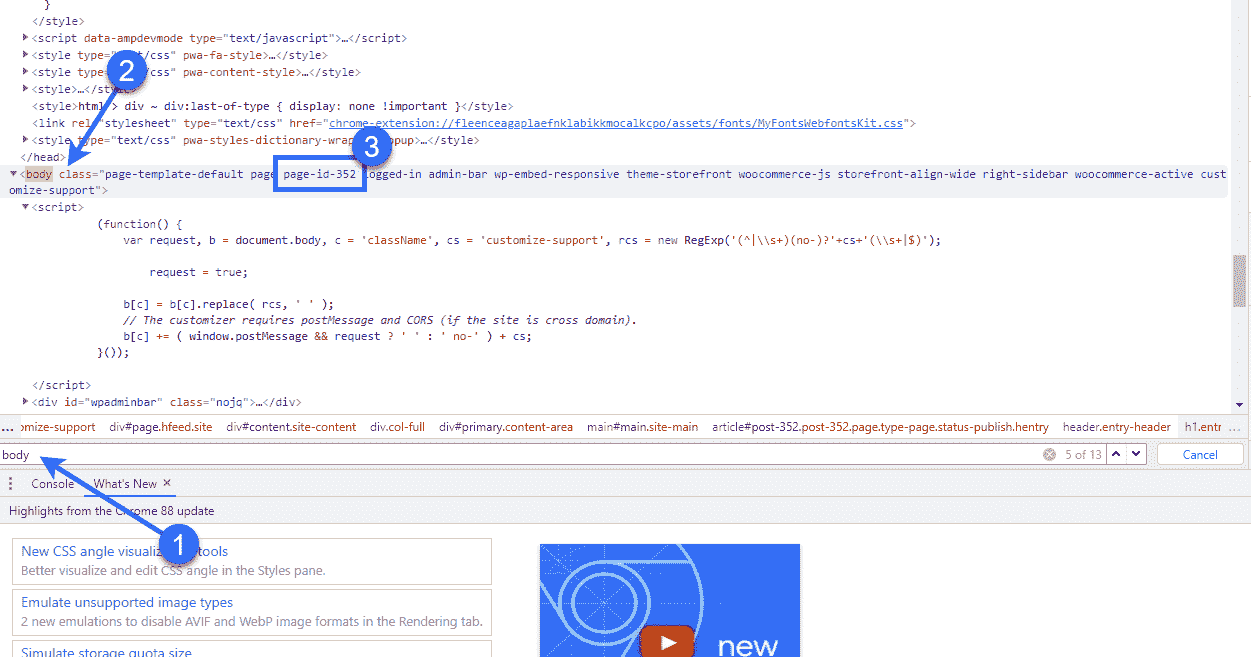 }
</style>
<script data-ampdevmode type="text/javascript">…</script>
<style type="text/css" pwa-fa-style>…</style>
<style type="text/css" pwa-content-style>…</style>
<style>…</style>
<style>html > div ~ div:last-of-type { display: none !important }</style>
<link rel="stylesheet" type="text/css" href="chrome-extension://fleenceagaplaefnklabikkmocalkcpo/assets/fonts/MyFontsWebfontsKit.css">
<style type="text/css" pwa-styles-dictionary-wrap popup>…</style>
</head>
2
3
<body class="page-template-default page page-id-352 logged-in admin-bar wp-embed-responsive theme-storefront woocommerce-js storefront-align-wide right-sidebar woocommerce-active cust
omize-support">
<script>
(function() {
var request, b = document.body, c = 'className', cs = 'customize-support', rcs = new RegExp('(^|\\s+)(no-)?'+cs+'(\\s+|$)');
request = true;
b[c] = b[c].replace( rcs, ' ' );
// The customizer requires postMessage and CORS (if the site is cross domain).
b[c] += ( window.postMessage && request ? ' ' : ' no-' ) + cs;
}());
</script>
<div id="wpadminbar" class="nojq">…</div>
... omize-support div#page.hfeed.site div#content.site-content div.col-full div#primary.content-area main#main.site-main article#post-352.post-352.page.type-page.status-publish.hentry header.entry-header h1.entr ...
body 5 of 13 Cancel
Console What's New ×
Highlights from the Chrome 88 update
1
New CSS angle visualization tools
Better visualize and edit CSS angle in the Styles pane.
Emulate unsupported image types
2 new emulations to disable AVIF and WebP image formats in the Rendering tab.
Simulate storage quota size
new